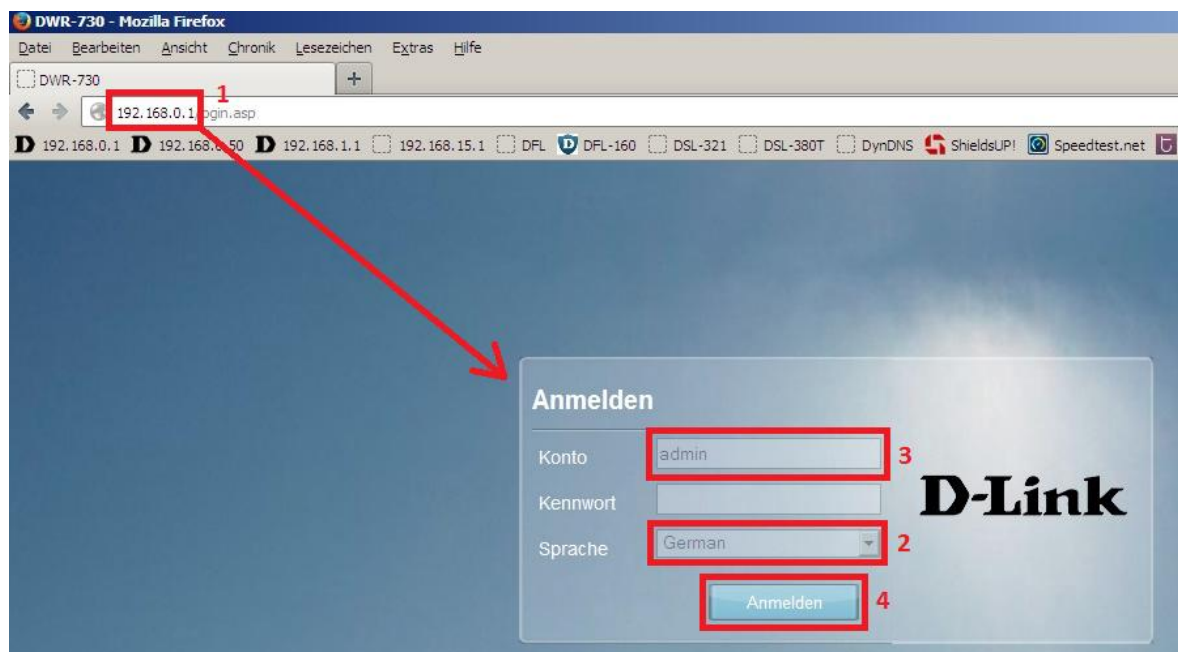 DWR-730 - Mozilla Firefox
Datei Bearbeiten Ansicht Chronik Lesezeichen Extras Hilfe
DWR-730 +
1
192.168.0.1/login.asp
D 192.168.0.1 D 192.168.0.50 D 192.168.1.1 192.168.15.1 DFL D DFL-160 DSL-321 DSL-380T DynDNS ShieldsUP! Speedtest.net
Anmelden
Konto admin 3
Kennwort
D-Link
Sprache German 2
Anmelden 4